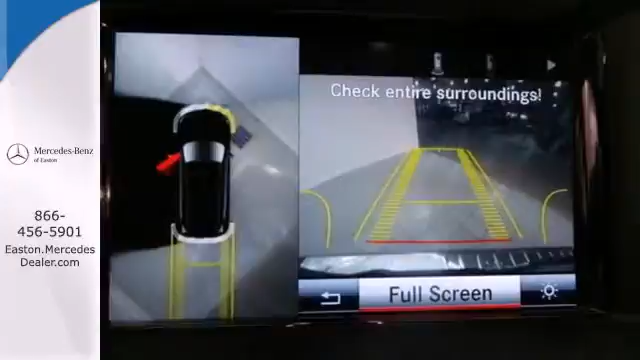 Mercedes-Benz
of Easton
866-
456-5901
Easton.Mercedes
Dealer.com
Check entire surroundings!
Full Screen